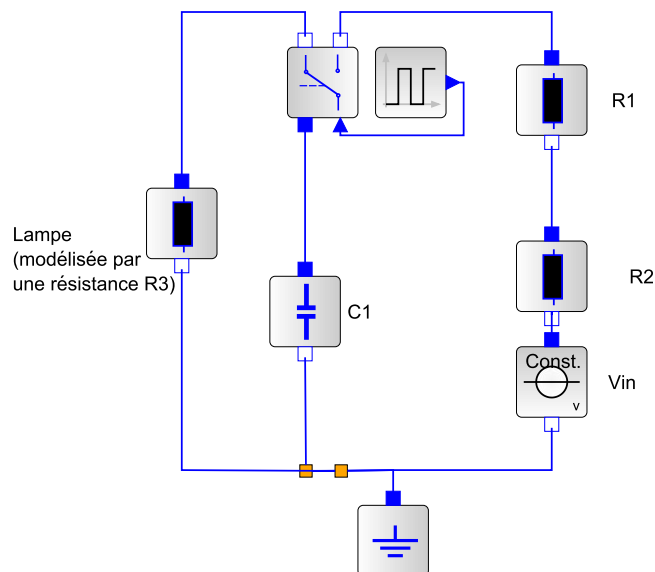 R1
Lampe
(modélisée par
une résistance R3)
R2
C1
Const.
Vin
v